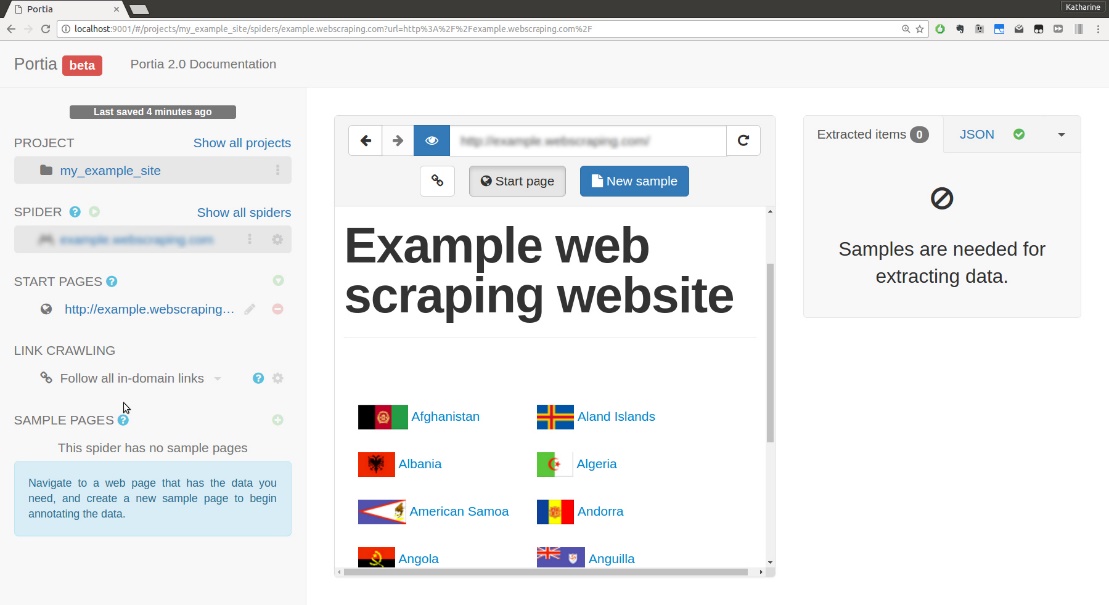 Portia
Katharine
localhost:9001/#/projects/my_example_site/spiders/example.webscraping.com?url=http%3A%2F%2Fexample.webscraping.com%2F
Portia beta
Portia 2.0 Documentation
Last saved 4 minutes ago
PROJECT
Show all projects
my_example_site
SPIDER
Show all spiders
example.webscraping.com
START PAGES
http://example.webscraping...
LINK CRAWLING
Follow all in-domain links
SAMPLE PAGES
This spider has no sample pages
Navigate to a web page that has the data you
need, and create a new sample page to begin
annotating the data.
http://example.webscraping.com/
Start page
New sample
Example web
scraping website
Afghanistan
Aland Islands
Albania
Algeria
American Samoa
Andorra
Angola
Anguilla
Extracted items 0
JSON
Samples are needed for
extracting data.